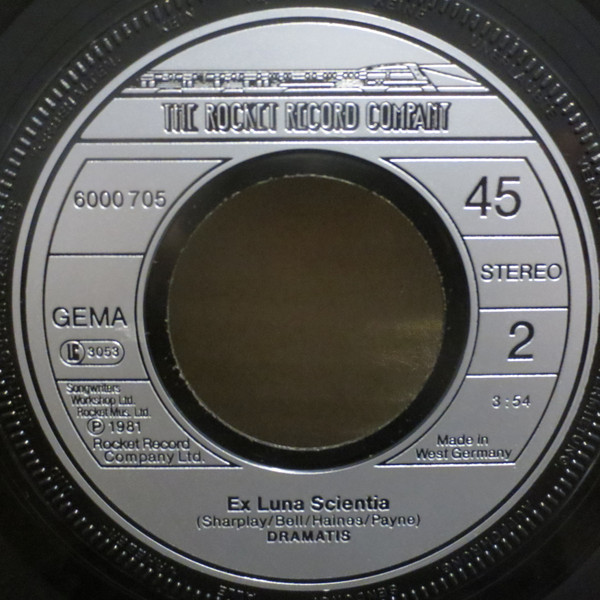 THE ROCKET RECORD COMPANY
6000 705
45
STEREO
GEMA
LC 3053
2
Songwriters
Workshop Ltd.
Rocket Mus. Ltd.
℗ 1981
Rocket Record
Company Ltd.
3:54
Made in
West Germany
Ex Luna Scientia
(Sharplay/Bell/Haines/Payne)
DRAMATIS